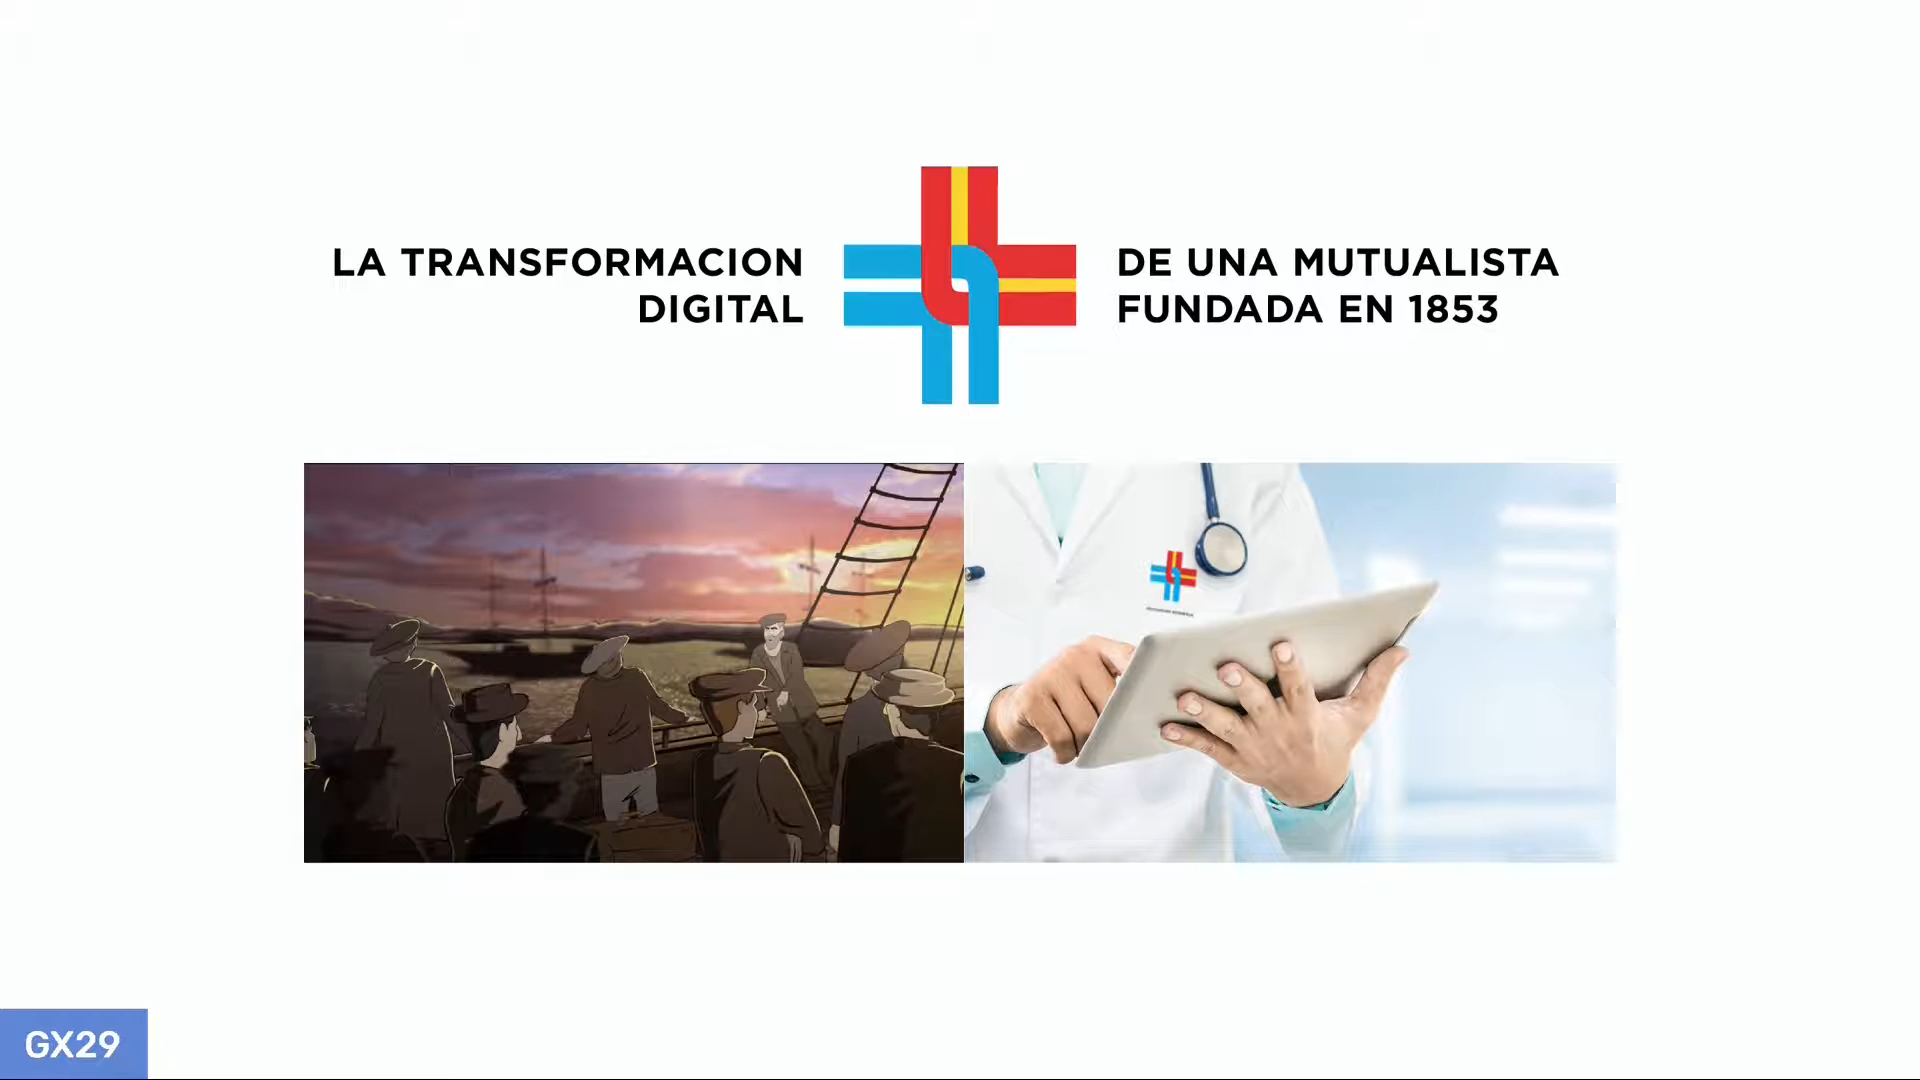 LA TRANSFORMACION
DIGITAL
DE UNA MUTUALISTA
FUNDADA EN 1853
GX29